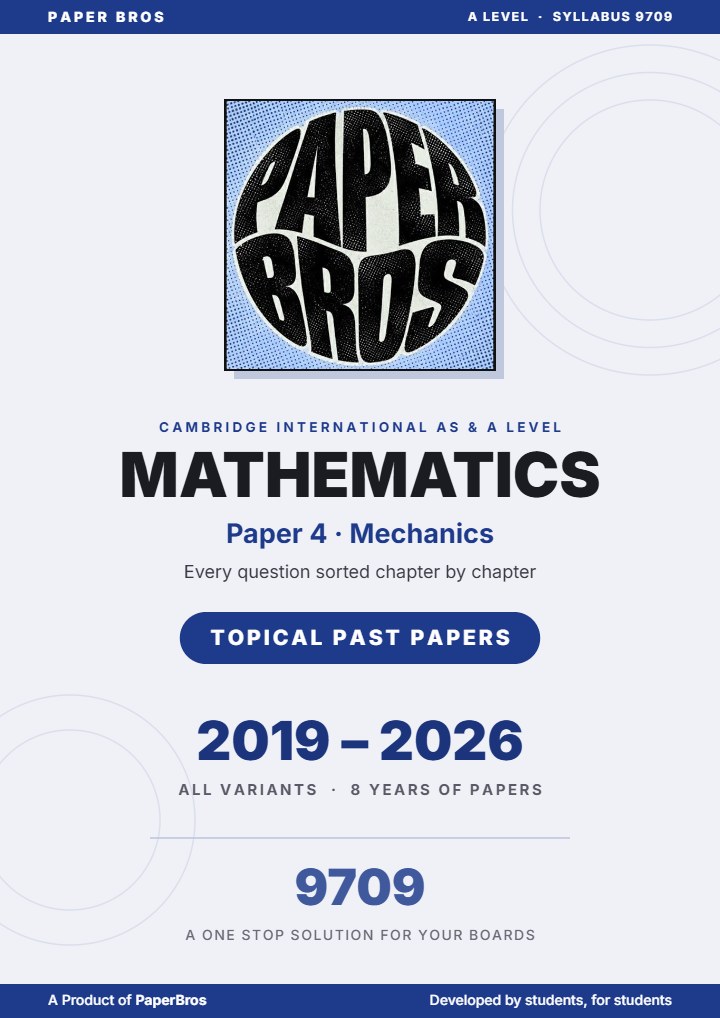 PAPER BROS
A LEVEL · SYLLABUS 9709
PAPER
BROS
CAMBRIDGE INTERNATIONAL AS & A LEVEL
MATHEMATICS
Paper 4 · Mechanics
Every question sorted chapter by chapter
TOPICAL PAST PAPERS
2019 – 2026
ALL VARIANTS · 8 YEARS OF PAPERS
9709
A ONE STOP SOLUTION FOR YOUR BOARDS
A Product of PaperBros
Developed by students, for students